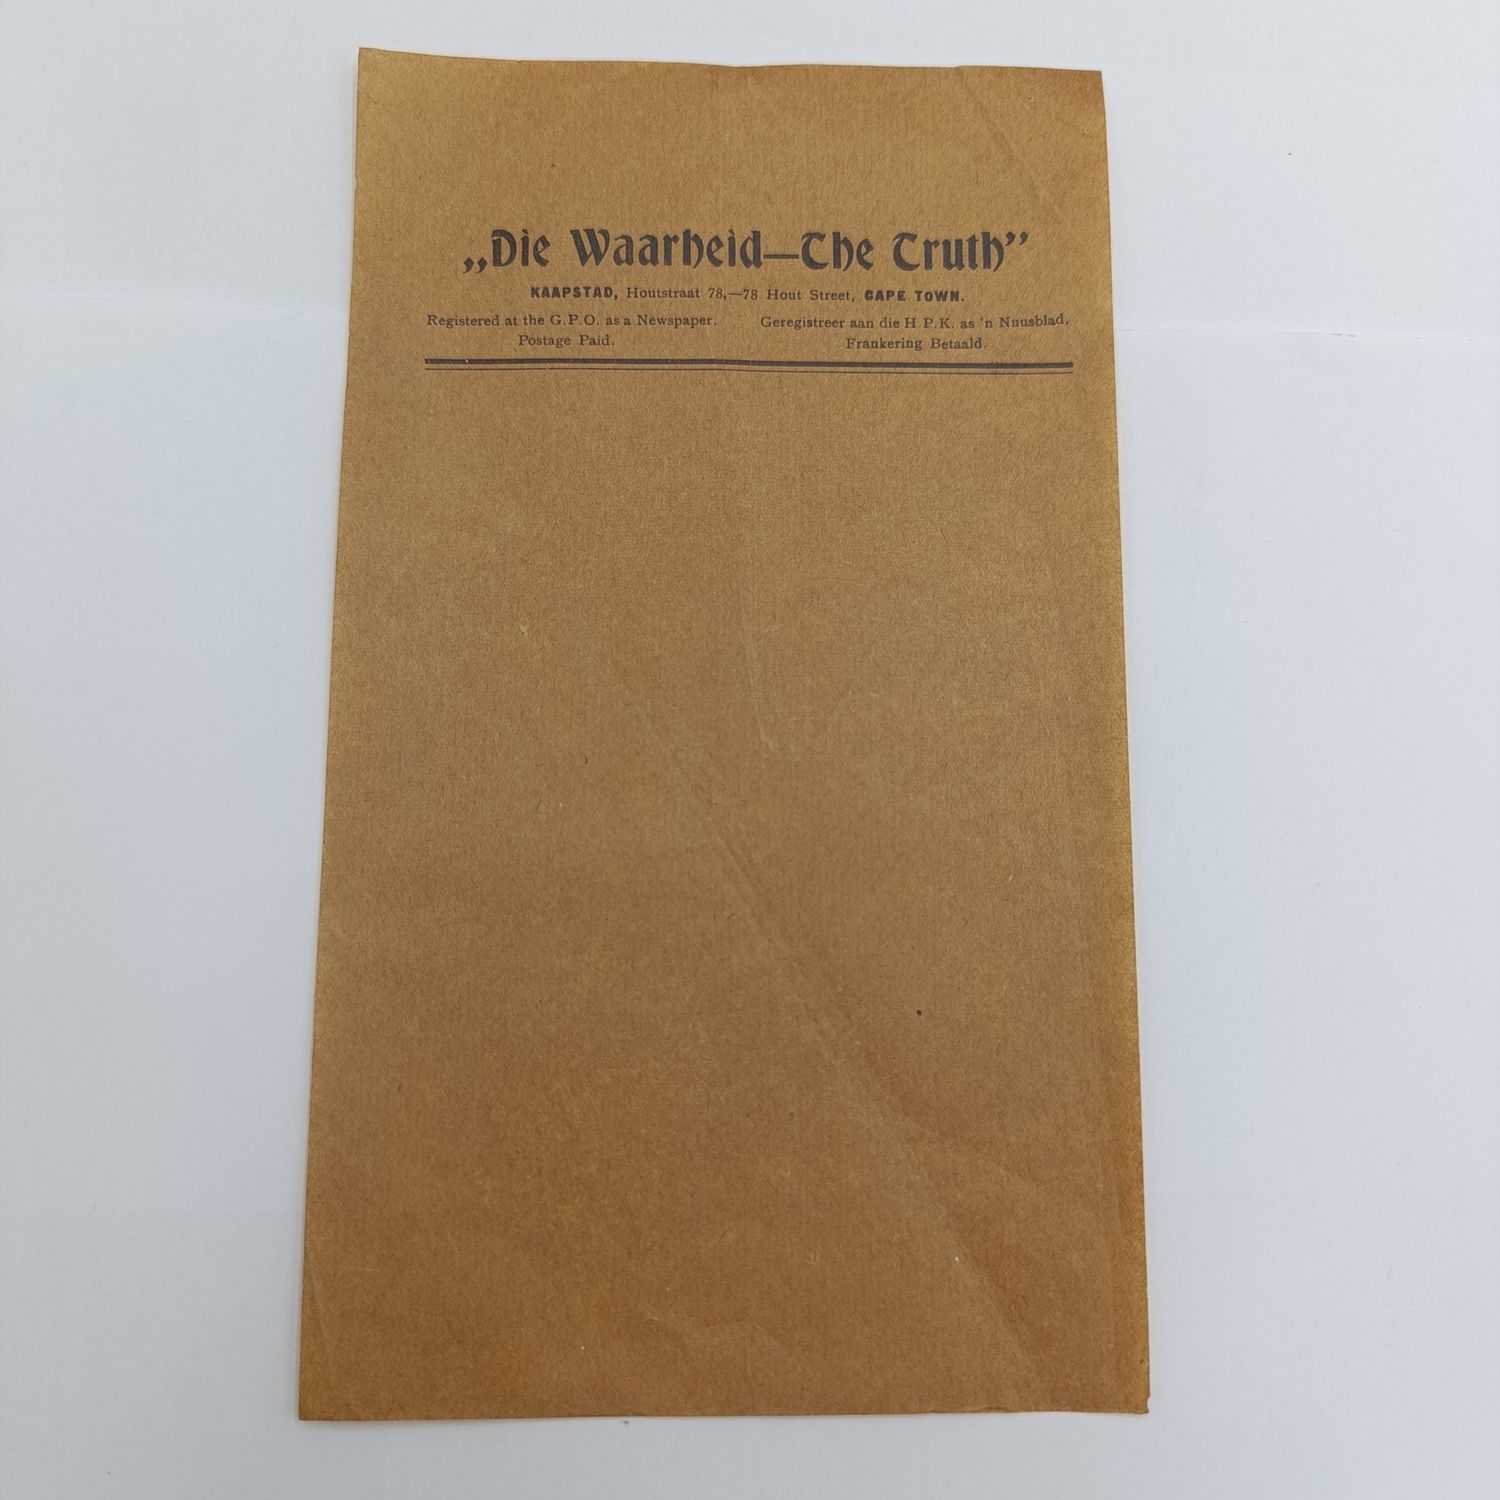 „Die Waarheid—The Truth”
KAAPSTAD, Houtstraat 78,—78 Hout Street, CAPE TOWN.
Registered at the G.P.O. as a Newspaper. Geregistreer aan die H P.K. as 'n Nuusblad,
Postage Paid. Frankering Betaald.